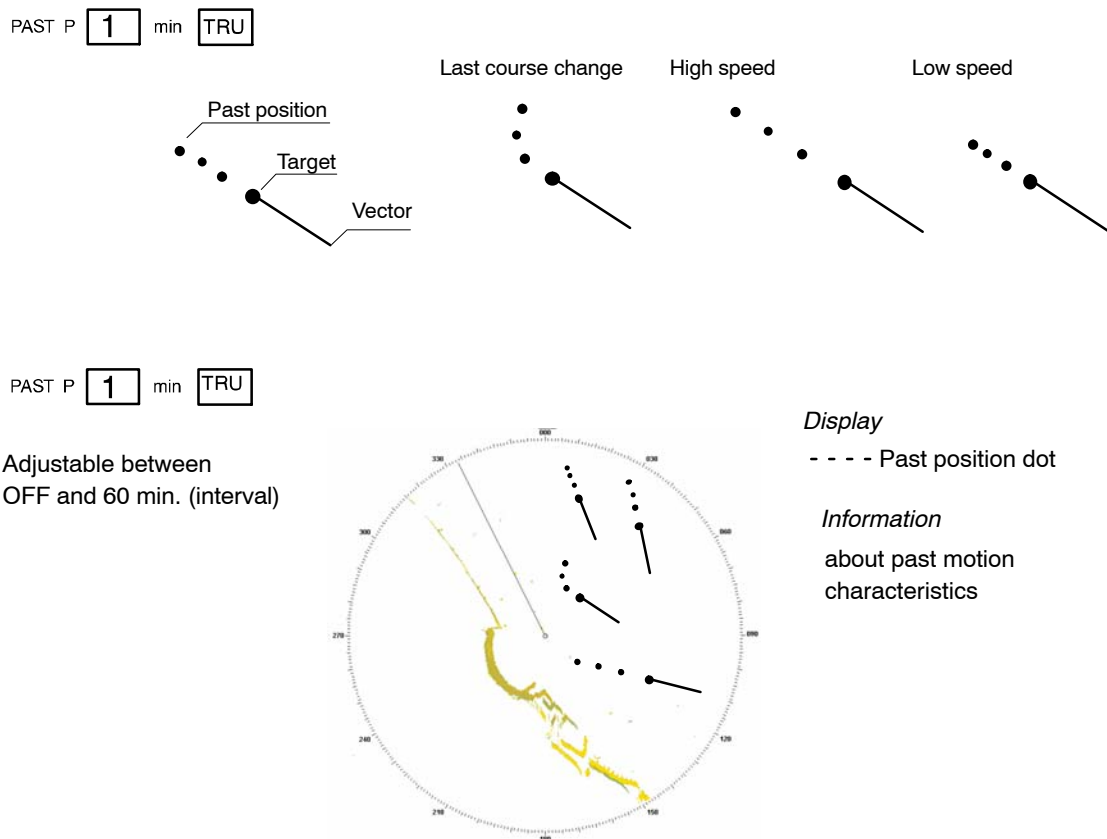 PAST P 1 min TRU
Last course change
High speed
Low speed
Past position
Target
Vector
PAST P 1 min TRU
Adjustable between
OFF and 60 min. (interval)
000
330
030
300
060
270
090
240
120
210
150
180
Display
- - - - Past position dot
Information
about past motion
characteristics